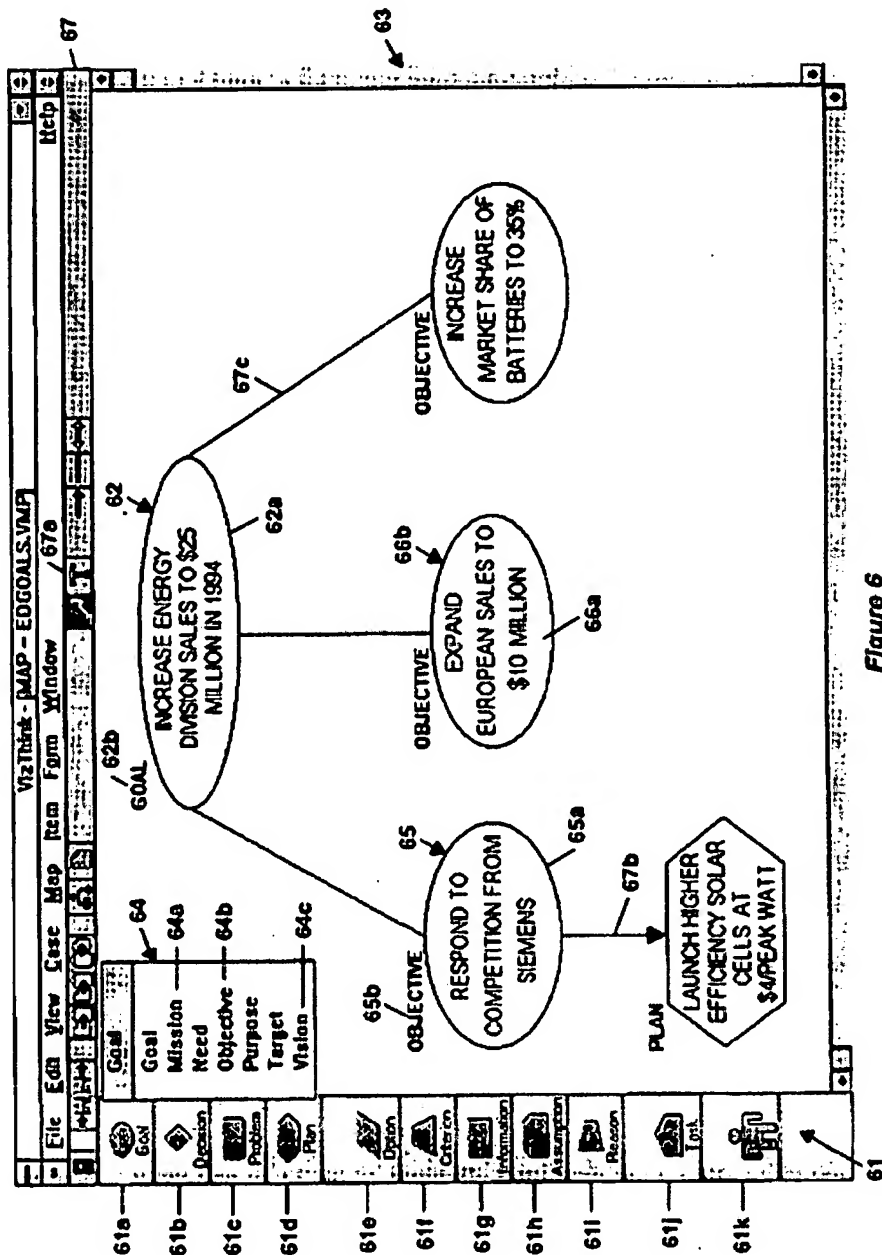 VizThink - [MAP - EDGOALS.VMP]
File Edit View Case Map Item Form Window Help
67a
67
63
61a
61b
61c
61d
61e
61f
61g
61h
61i
61j
61k
61
Goal
Decision
Problem
Plan
Option
Criterion
Information
Assumption
Reason
Task
Goal
64
Goal
Mission 64a
Need
Objective 64b
Purpose
Target
Vision 64c
62b
GOAL
62
INCREASE ENERGY
DIVISION SALES TO $25
MILLION IN 1994
62a
67c
65b
OBJECTIVE
65
RESPOND TO
COMPETITION FROM
SIEMENS
65a
OBJECTIVE
66b
EXPAND
EUROPEAN SALES TO
$10 MILLION
66a
OBJECTIVE
INCREASE
MARKET SHARE OF
BATTERIES TO 35%
67b
PLAN
LAUNCH HIGHER
EFFICIENCY SOLAR
CELLS AT
$4/PEAK WATT
Figure 6